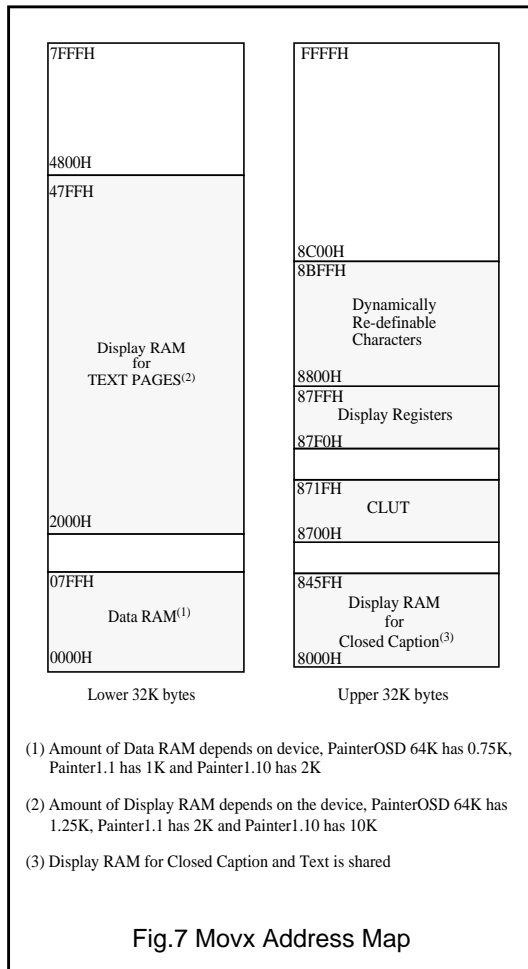 7FFFH
4800H
47FFH
Display RAM
for
TEXT PAGES(2)
2000H
07FFH
Data RAM(1)
0000H
Lower 32K bytes
FFFFH
8C00H
8BFFH
Dynamically
Re-definable
Characters
8800H
87FFH
Display Registers
87F0H
871FH
CLUT
8700H
845FH
Display RAM
for
Closed Caption(3)
8000H
Upper 32K bytes
(1) Amount of Data RAM depends on device, PainterOSD 64K has 0.75K,
Painter1.1 has 1K and Painter1.10 has 2K
(2) Amount of Display RAM depends on the device, PainterOSD 64K has
1.25K, Painter1.1 has 2K and Painter1.10 has 10K
(3) Display RAM for Closed Caption and Text is shared
Fig.7 Movx Address Map